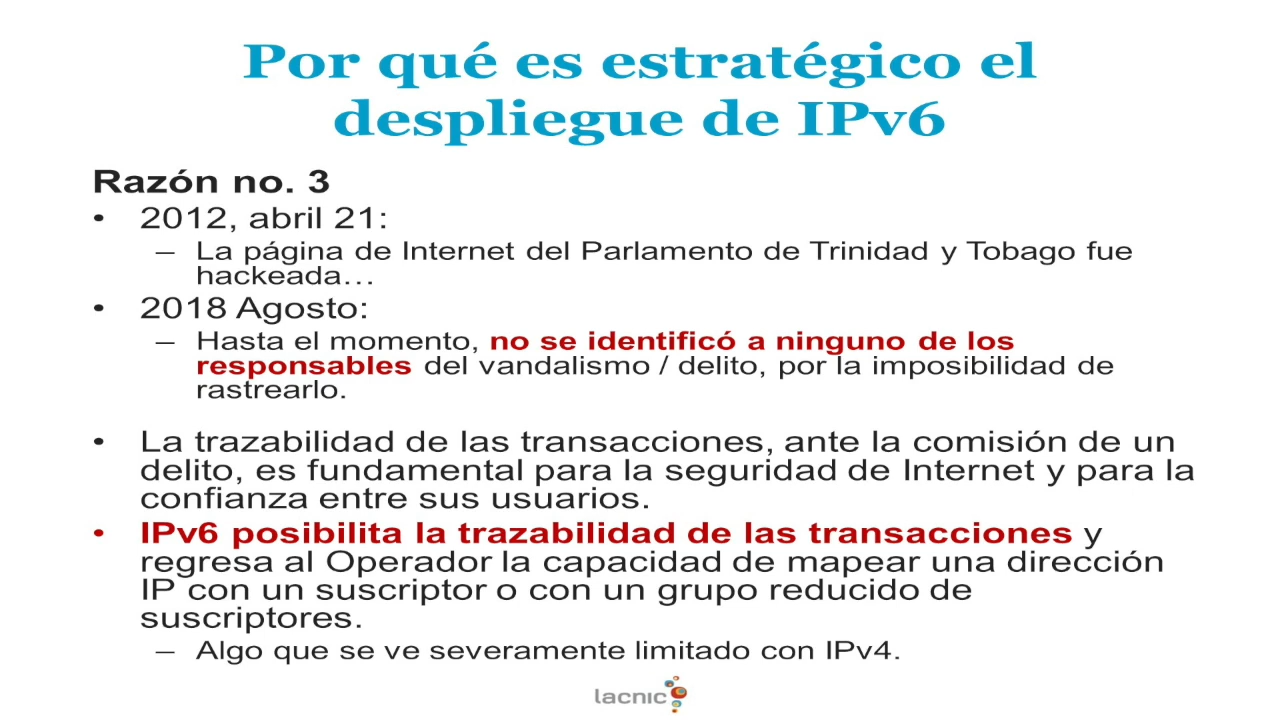 Por qué es estratégico el
despliegue de IPv6
Razón no. 3
• 2012, abril 21:
– La página de Internet del Parlamento de Trinidad y Tobago fue
hackeada…
• 2018 Agosto:
– Hasta el momento, no se identificó a ninguno de los
responsables del vandalismo / delito, por la imposibilidad de
rastrearlo.
• La trazabilidad de las transacciones, ante la comisión de un
delito, es fundamental para la seguridad de Internet y para la
confianza entre sus usuarios.
• IPv6 posibilita la trazabilidad de las transacciones y
regresa al Operador la capacidad de mapear una dirección
IP con un suscriptor o con un grupo reducido de
suscriptores.
– Algo que se ve severamente limitado con IPv4.
lacnic